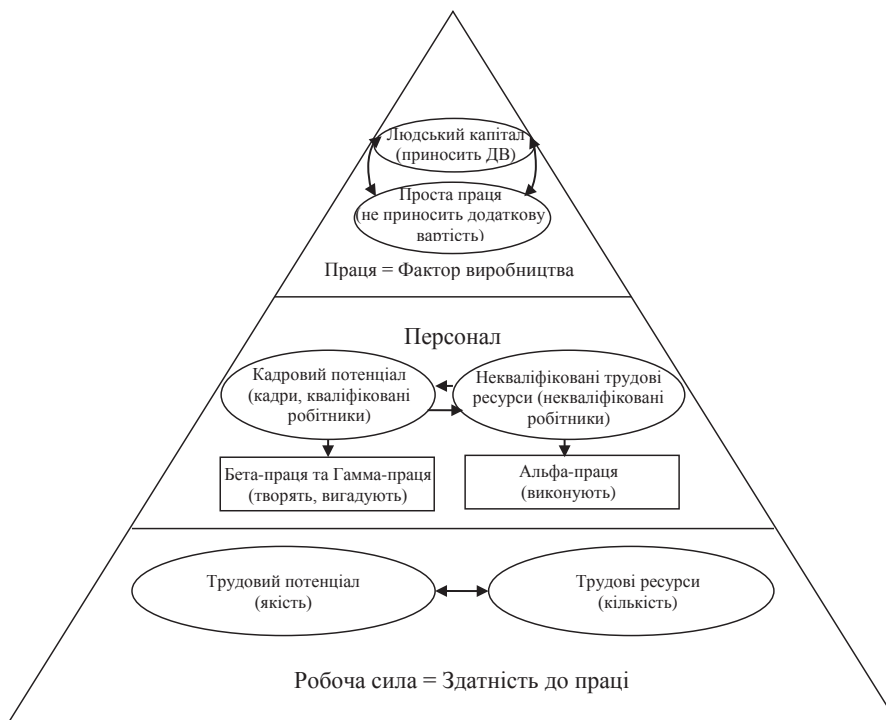 Людський капітал
(приносить ДВ)
Проста праця
(не приносить додаткову
вартість)
Праця = Фактор виробництва
Персонал
Кадровий потенціал
(кадри, кваліфіковані
робітники)
Некваліфіковані трудові
ресурси (некваліфіковані
робітники)
Бета-праця та Гамма-праця
(творять, вигадують)
Альфа-праця
(виконують)
Трудовий потенціал
(якість)
Трудові ресурси
(кількість)
Робоча сила = Здатність до праці